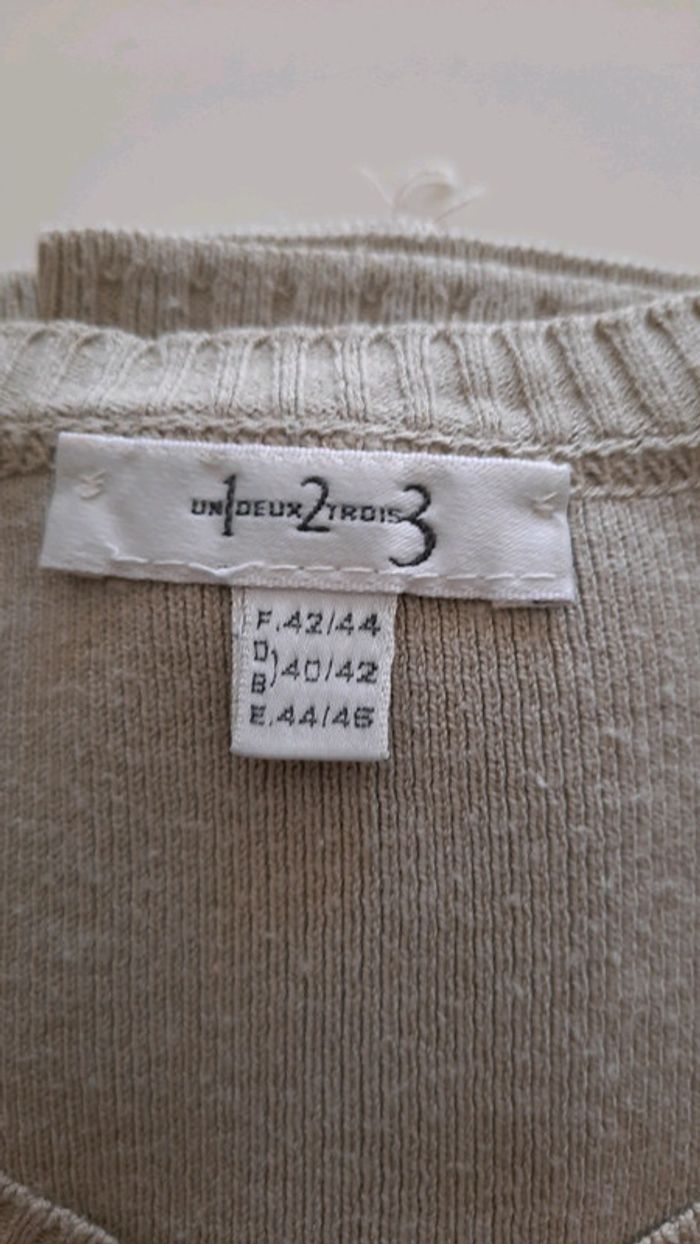 UN1DEUX2TROIS3
F.42/44
D
B)40/42
E.44/46